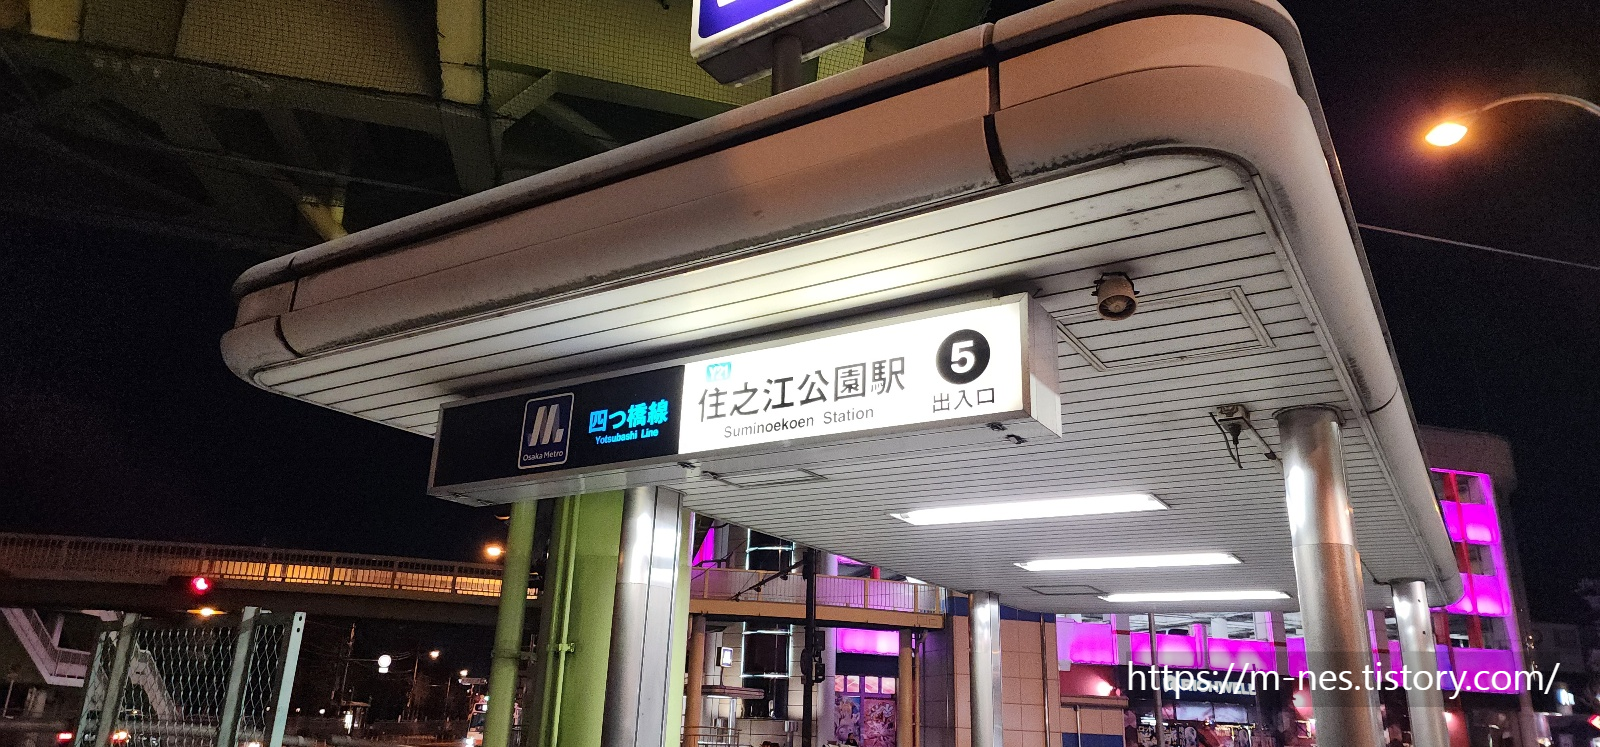 Osaka Metro
四つ橋線
Yotsubashi Line
Y21
住之江公園駅
Suminoekoen Station
5
出入口
https://m-nes.tistory.com/